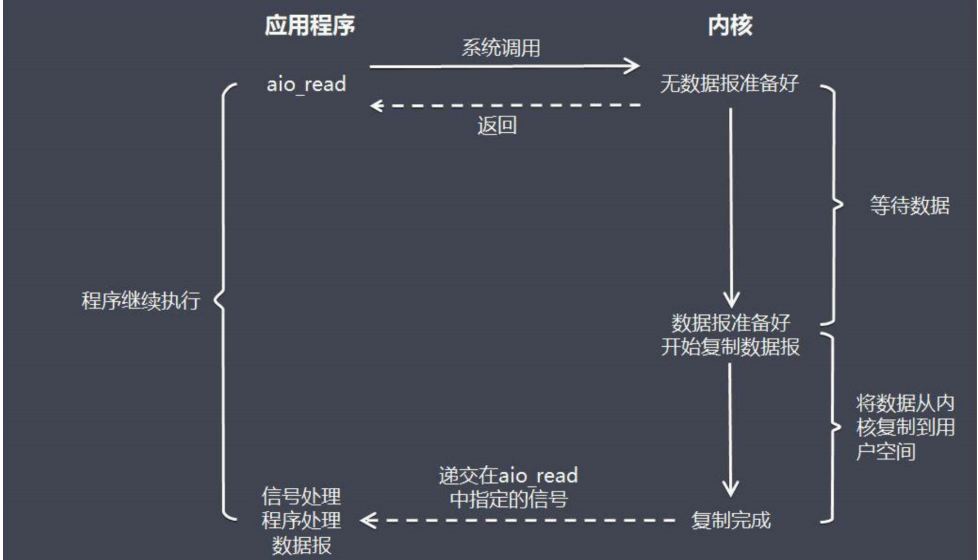 应用程序
内核
系统调用
aio_read
无数据报准备好
返回
等待数据
程序继续执行
数据报准备好
开始复制数据报
将数据从内
核复制到用
户空间
递交在aio_read
中指定的信号
信号处理
程序处理
数据报
复制完成